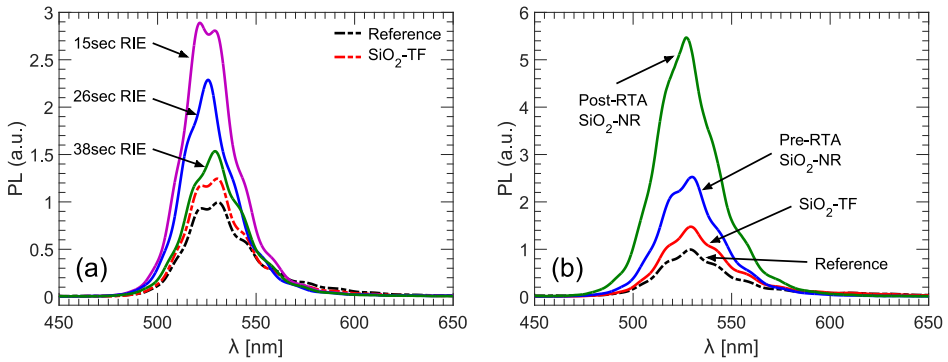 3
2.5
2
1.5
1
0.5
0
PL (a.u.)
15sec RIE
26sec RIE
38sec RIE
Reference
SiO2-TF
(a)
450
500
550
600
650
λ [nm]
6
5
4
3
2
1
0
PL (a.u.)
Post-RTA
SiO2-NR
Pre-RTA
SiO2-NR
SiO2-TF
Reference
(b)
450
500
550
600
650
λ [nm]